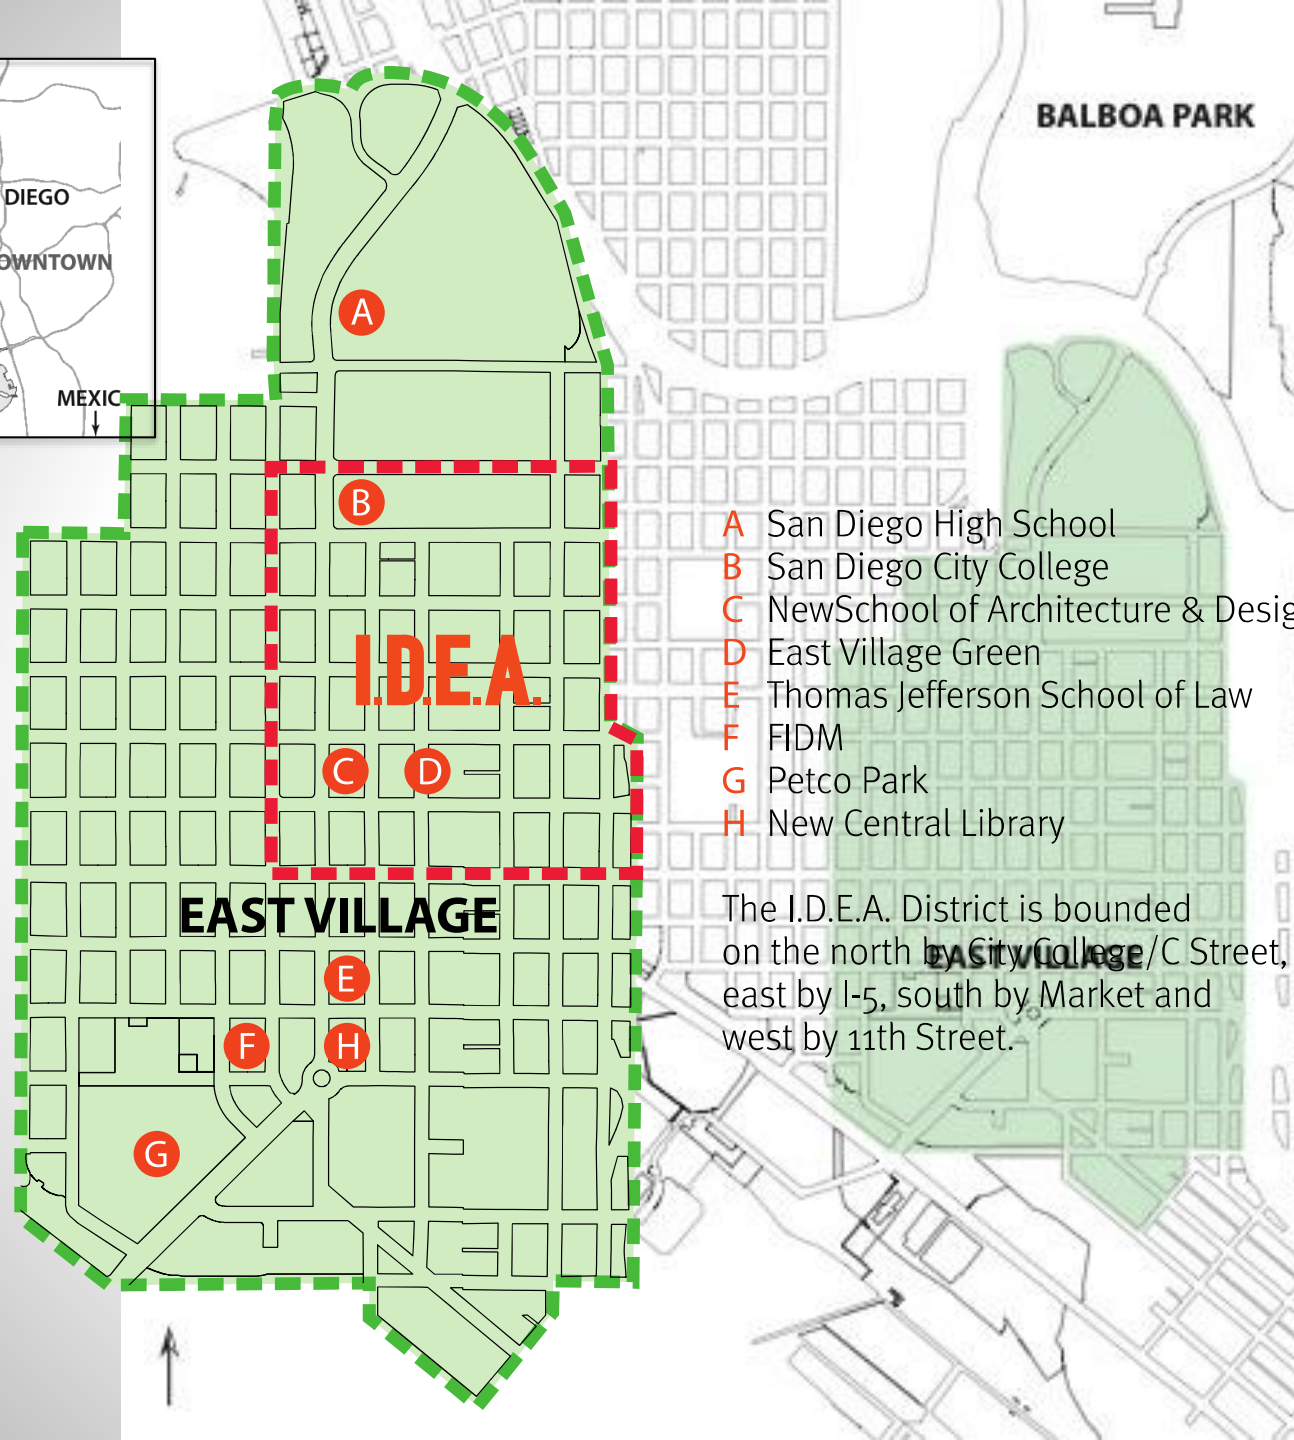 BALBOA PARK
DIEGO
OWNTOWN
MEXIC
A
B
I.D.E.A.
C
D
EAST VILLAGE
E
F
H
G
A San Diego High School
B San Diego City College
C NewSchool of Architecture & Desig
D East Village Green
E Thomas Jefferson School of Law
F FIDM
G Petco Park
H New Central Library
The I.D.E.A. District is bounded
on the north by City College/C Street,
east by I-5, south by Market and
west by 11th Street.
EAST VILLAGE